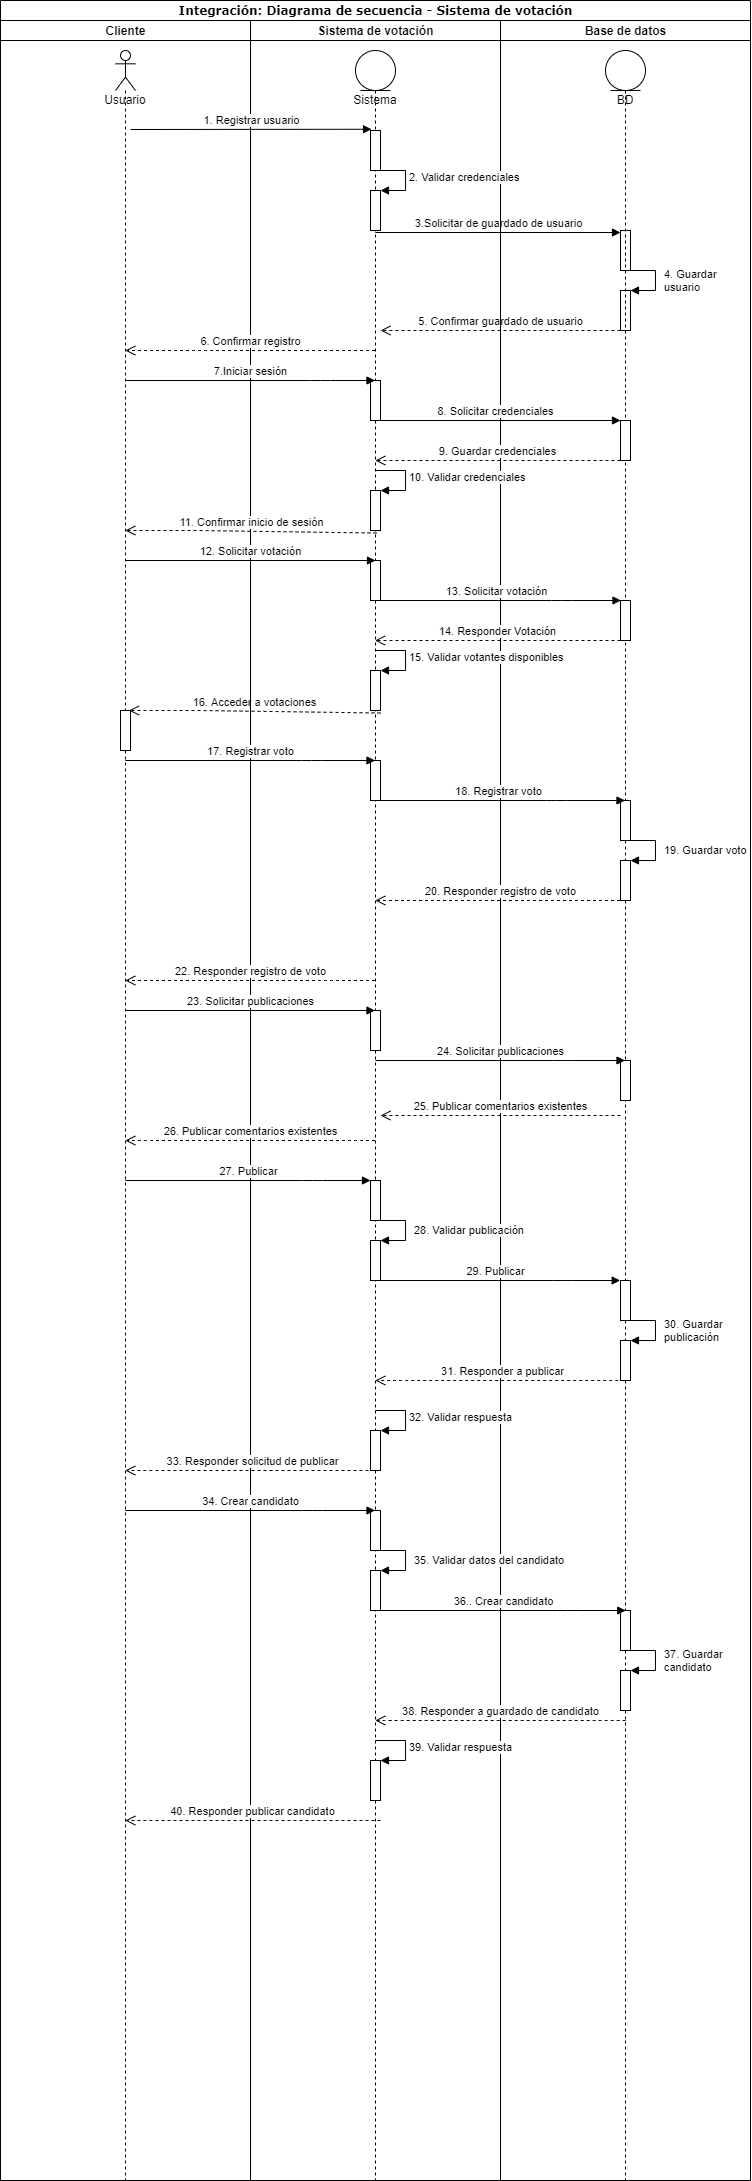 Integración: Diagrama de secuencia - Sistema de votación
Cliente
Sistema de votación
Base de datos
Usuario
Sistema
BD
1. Registrar usuario
2. Validar credenciales
3.Solicitar de guardado de usuario
4. Guardar
usuario
5. Confirmar guardado de usuario
6. Confirmar registro
7.Iniciar sesión
8. Solicitar credenciales
9. Guardar credenciales
10. Validar credenciales
11. Confirmar inicio de sesión
12. Solicitar votación
13. Solicitar votación
14. Responder Votación
15. Validar votantes disponibles
16. Acceder a votaciones
17. Registrar voto
18. Registrar voto
19. Guardar voto
20. Responder registro de voto
22. Responder registro de voto
23. Solicitar publicaciones
24. Solicitar publicaciones
25. Publicar comentarios existentes
26. Publicar comentarios existentes
27. Publicar
28. Validar publicación
29. Publicar
30. Guardar
publicación
31. Responder a publicar
32. Validar respuesta
33. Responder solicitud de publicar
34. Crear candidato
35. Validar datos del candidato
36.. Crear candidato
37. Guardar
candidato
38. Responder a guardado de candidato
39. Validar respuesta
40. Responder publicar candidato